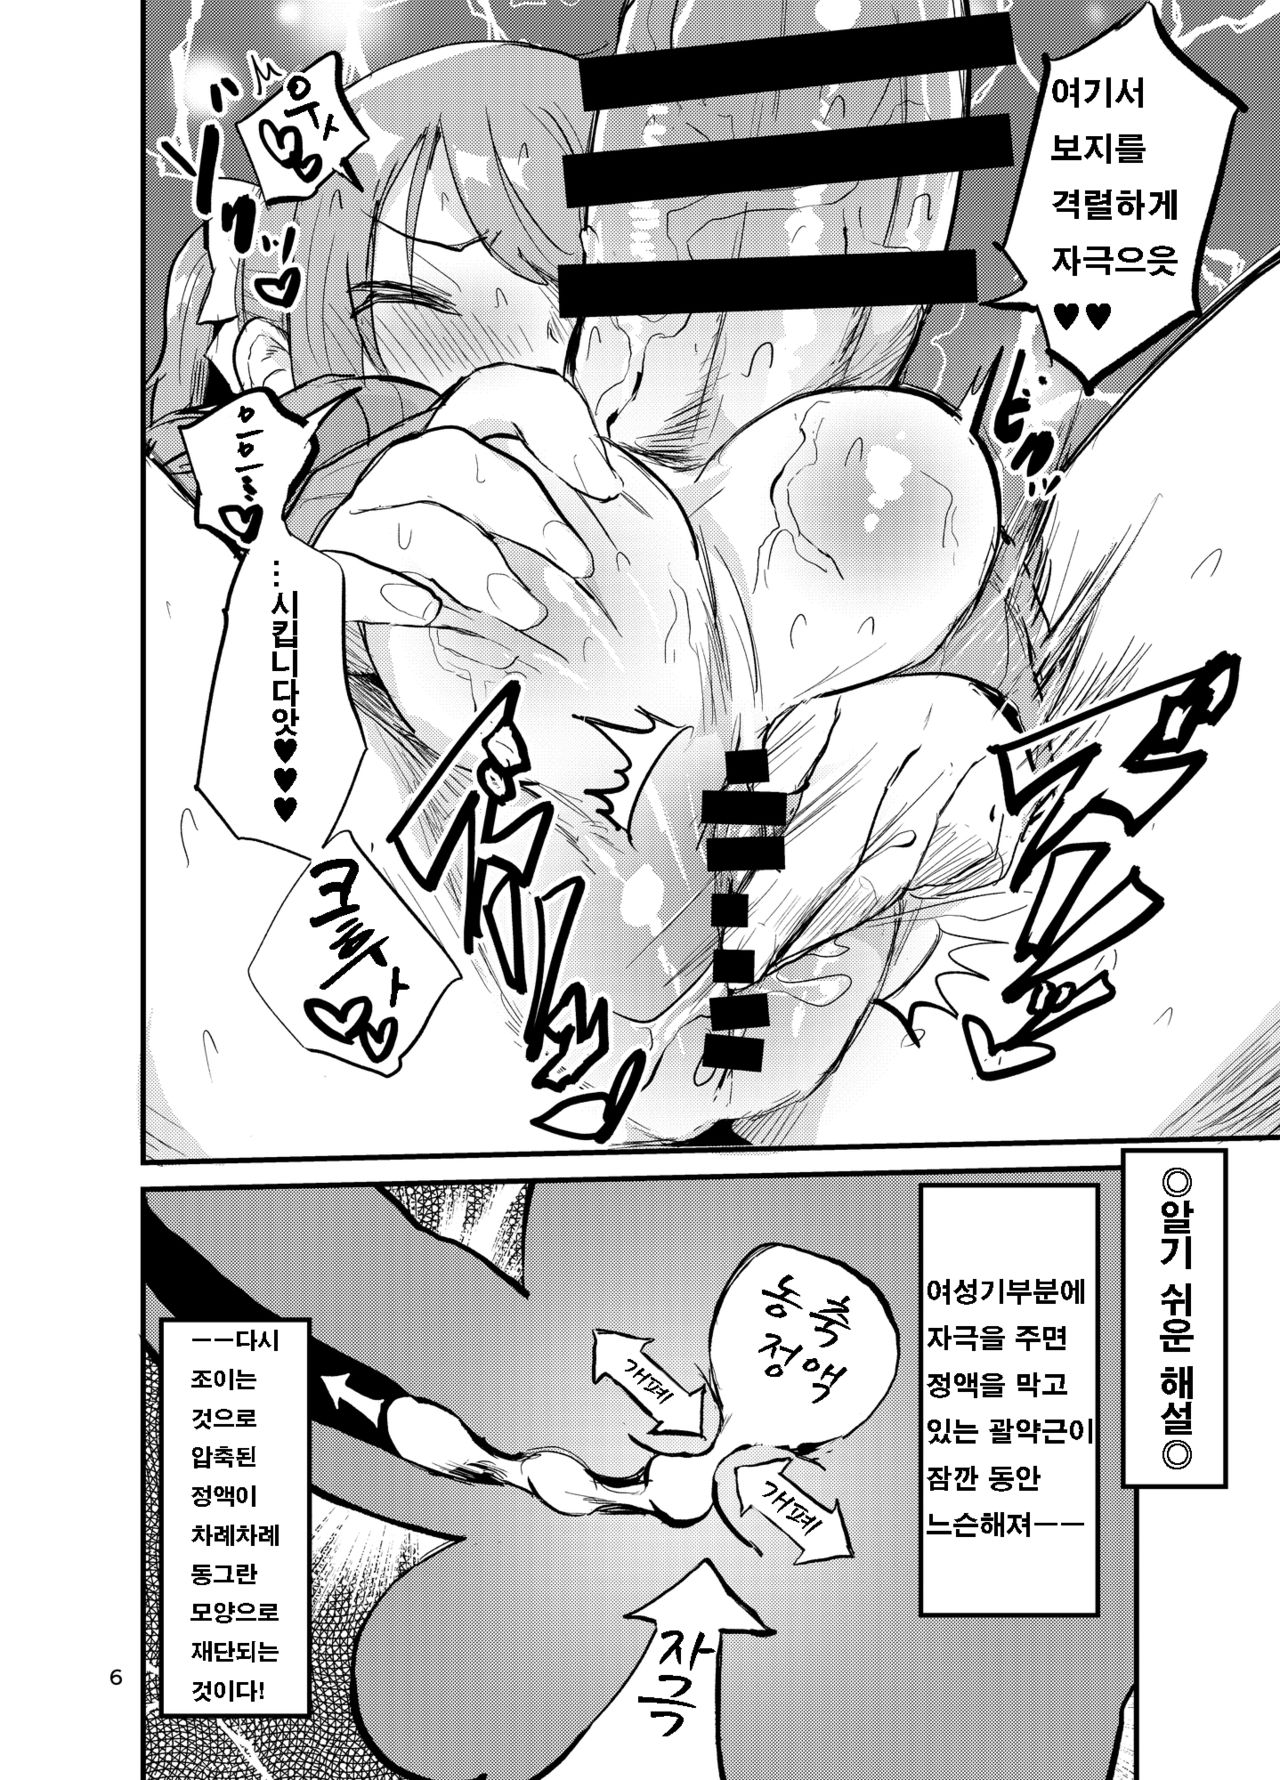 여기서
보지를
격렬하게
자극으읏
♥♥
으으…
…시킵니다앗♥♥♥
◎알기 쉬운 해설◎
여성기부분에
자극을 주면
정액을 막고
있는 괄약근이
잠깐 동안
느슨해져ーー
농축
정액
개폐
개폐
자극
ーー다시
조이는
것으로
압축된
정액이
차례차례
동그란
모양으로
재단되는
것이다!
6